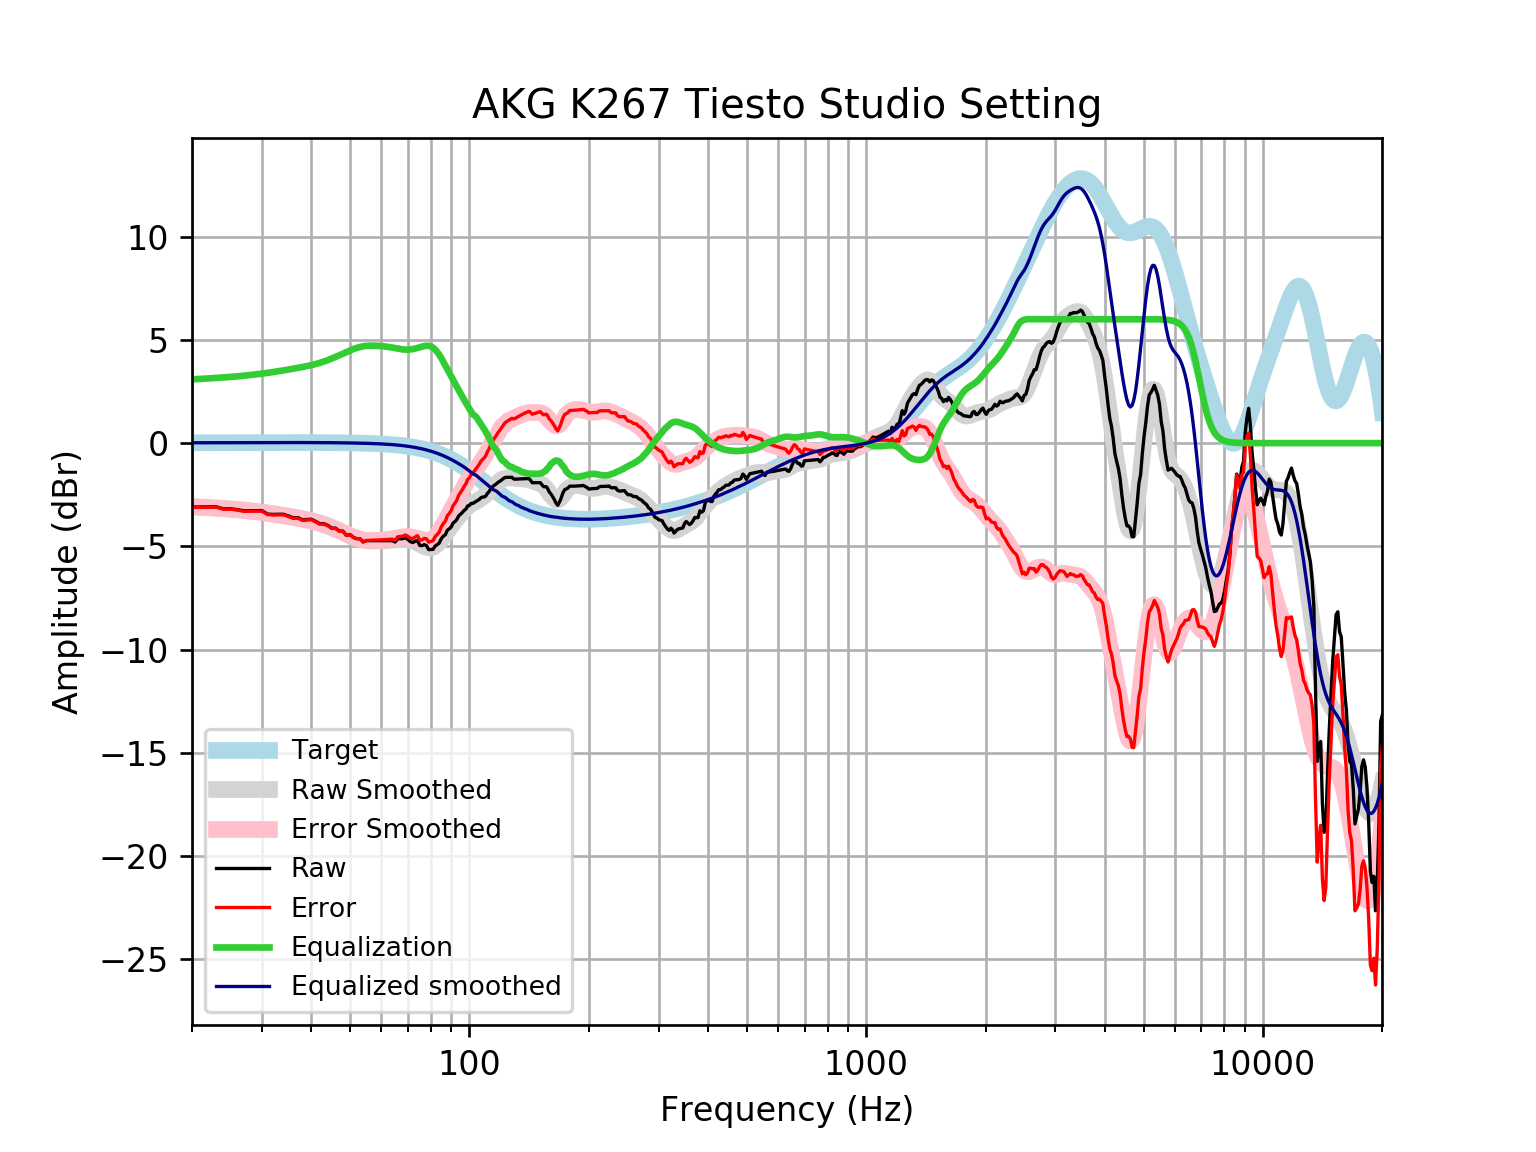 AKG K267 Tiesto Studio Setting
10
5
0
−5
−10
−15
−20
−25
Amplitude (dBr)
Target
Raw Smoothed
Error Smoothed
Raw
Error
Equalization
Equalized smoothed
100
1000
10000
Frequency (Hz)